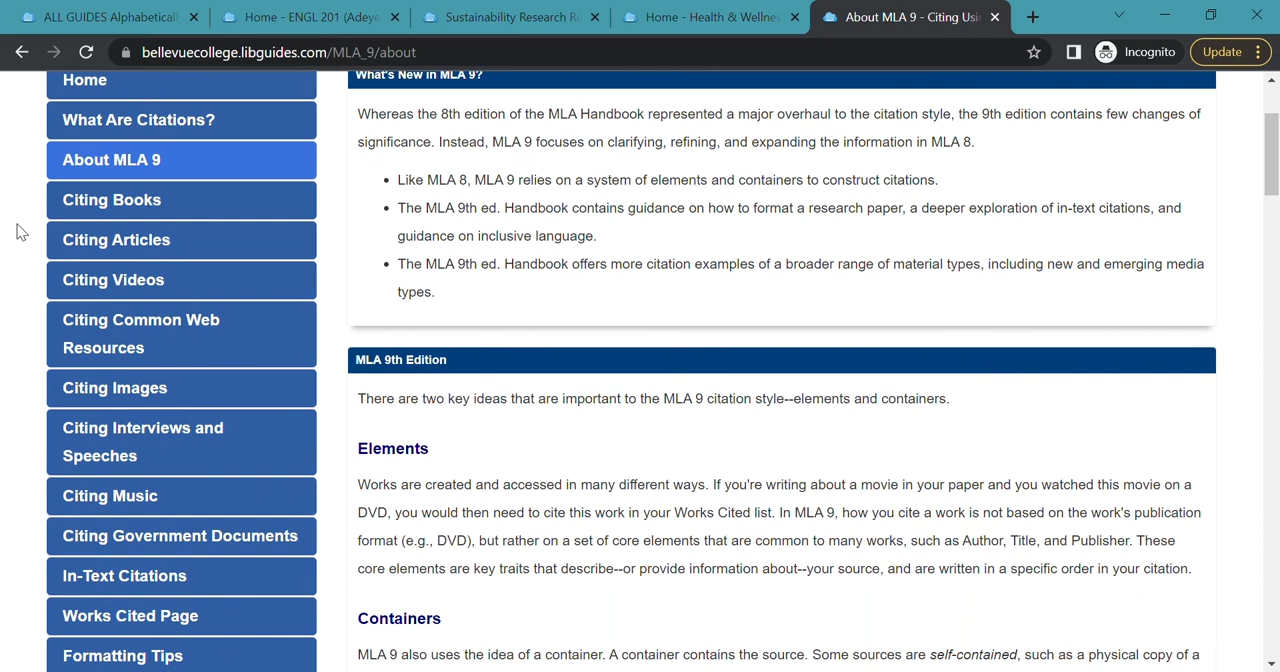 ALL GUIDES Alphabeticall
Home - ENGL 201 (Adeye
Sustainability Research R
Home - Health & Wellnes
About MLA 9 - Citing Usi
bellevuecollege.libguides.com/MLA_9/about
Incognito
Update
Home
What Are Citations?
About MLA 9
Citing Books
Citing Articles
Citing Videos
Citing Common Web
Resources
Citing Images
Citing Interviews and
Speeches
Citing Music
Citing Government Documents
In-Text Citations
Works Cited Page
Formatting Tips
What's New in MLA 9?
Whereas the 8th edition of the MLA Handbook represented a major overhaul to the citation style, the 9th edition contains few changes of
significance. Instead, MLA 9 focuses on clarifying, refining, and expanding the information in MLA 8.
• Like MLA 8, MLA 9 relies on a system of elements and containers to construct citations.
• The MLA 9th ed. Handbook contains guidance on how to format a research paper, a deeper exploration of in-text citations, and
guidance on inclusive language.
• The MLA 9th ed. Handbook offers more citation examples of a broader range of material types, including new and emerging media
types.
MLA 9th Edition
There are two key ideas that are important to the MLA 9 citation style--elements and containers.
Elements
Works are created and accessed in many different ways. If you're writing about a movie in your paper and you watched this movie on a
DVD, you would then need to cite this work in your Works Cited list. In MLA 9, how you cite a work is not based on the work's publication
format (e.g., DVD), but rather on a set of core elements that are common to many works, such as Author, Title, and Publisher. These
core elements are key traits that describe--or provide information about--your source, and are written in a specific order in your citation.
Containers
MLA 9 also uses the idea of a container. A container contains the source. Some sources are self-contained, such as a physical copy of a